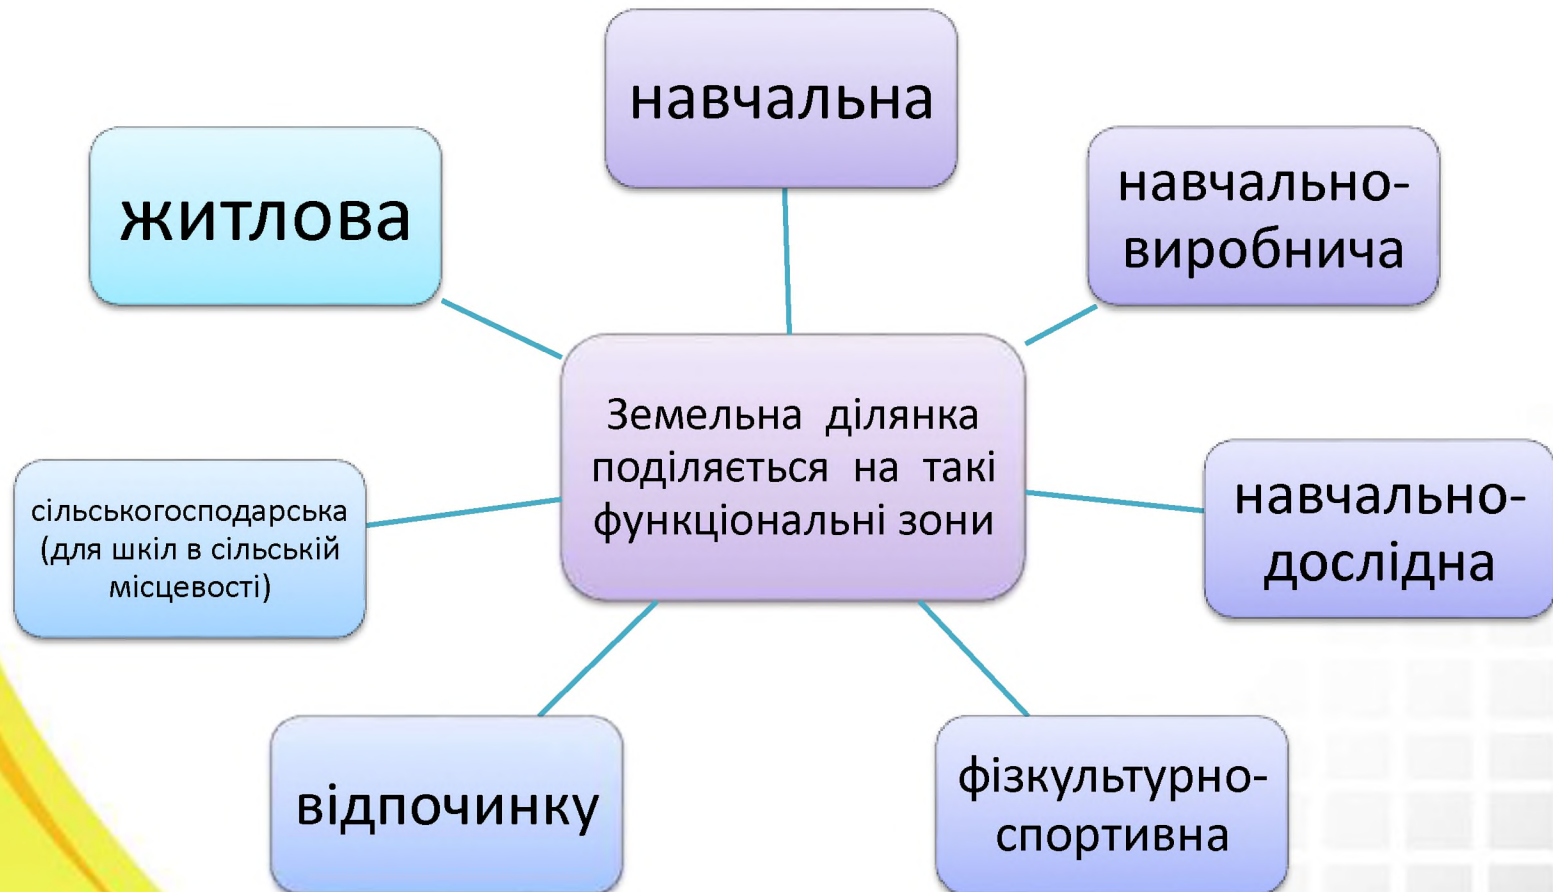 навчальна
житлова
навчально-
виробнича
Земельна ділянка
поділяється на такі
функціональні зони
сільськогосподарська
(для шкіл в сільській
місцевості)
навчально-
дослідна
відпочинку
фізкультурно-
спортивна